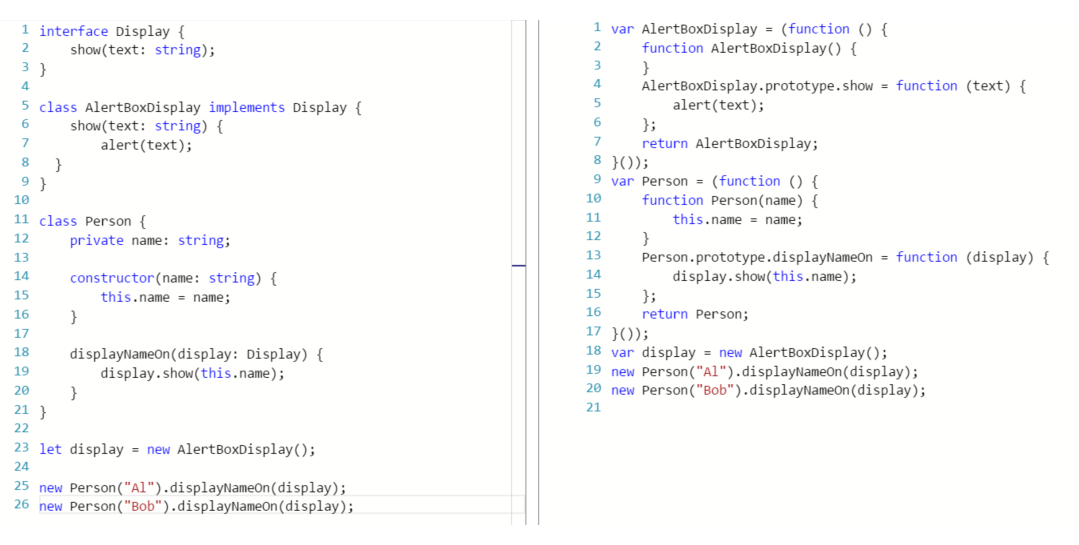 1 interface Display {
2     show(text: string);
3 }
4
5 class AlertBoxDisplay implements Display {
6     show(text: string) {
7         alert(text);
8   }
9 }
10
11 class Person {
12     private name: string;
13
14     constructor(name: string) {
15         this.name = name;
16     }
17
18     displayNameOn(display: Display) {
19         display.show(this.name);
20     }
21 }
22
23 let display = new AlertBoxDisplay();
24
25 new Person("Al").displayNameOn(display);
26 new Person("Bob").displayNameOn(display);
1 var AlertBoxDisplay = (function () {
2     function AlertBoxDisplay() {
3     }
4     AlertBoxDisplay.prototype.show = function (text) {
5         alert(text);
6     };
7     return AlertBoxDisplay;
8 }());
9 var Person = (function () {
10     function Person(name) {
11         this.name = name;
12     }
13     Person.prototype.displayNameOn = function (display) {
14         display.show(this.name);
15     };
16     return Person;
17 }());
18 var display = new AlertBoxDisplay();
19 new Person("Al").displayNameOn(display);
20 new Person("Bob").displayNameOn(display);
21